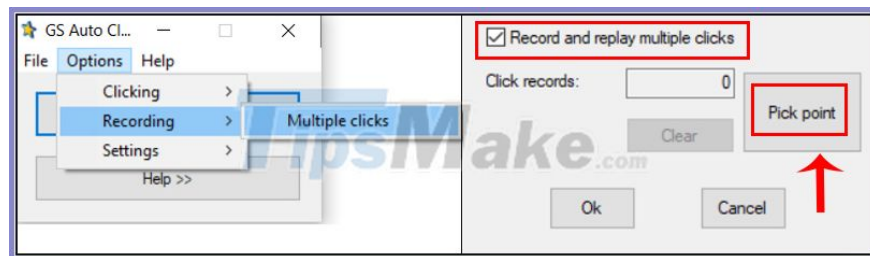 GS Auto Cl...
File Options Help
Clicking >
Recording >
Multiple clicks
Settings >
Help >>
Record and replay multiple clicks
Click records: 0
Pick point
Clear
Ok Cancel
TipsMake.com